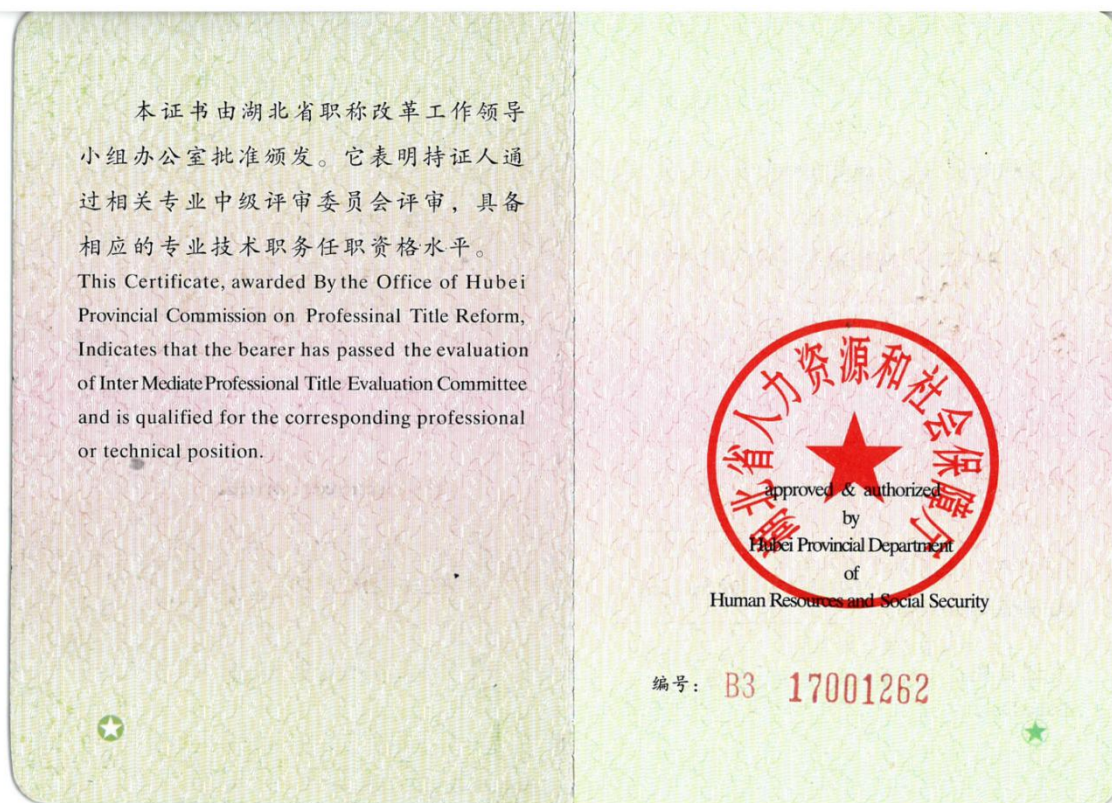 本证书由湖北省职称改革工作领导
小组办公室批准颁发。它表明持证人通
过相关专业中级评审委员会评审，具备
相应的专业技术职务任职资格水平。
This Certificate, awarded By the Office of Hubei
Provincial Commission on Professinal Title Reform,
Indicates that the bearer has passed the evaluation
of Inter Mediate Professional Title Evaluation Committee
and is qualified for the corresponding professional
or technical position.
湖北省人力资源和社会保障厅
approved & authorized
by
Hubei Provincial Department
of
Human Resources and Social Security
编号： B3 17001262